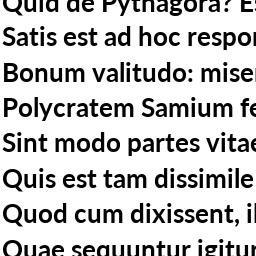 Quid de Pythagora? Es
Satis est ad hoc respon
Bonum valitudo: miser
Polycratem Samium fe
Sint modo partes vitae
Quis est tam dissimile
Quod cum dixissent, il
Quae sequuntur igitur